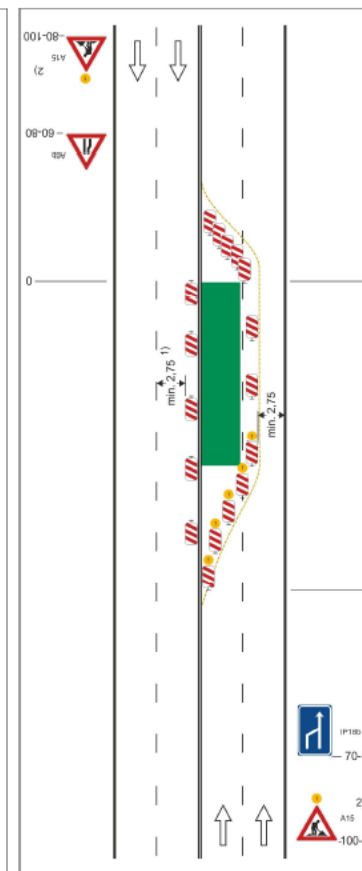 80-100-
A15
2)
60-80 -
A6b
0
min. 2,75 1)
min. 2,75
IP18b
- 70-
2
A15
-100-